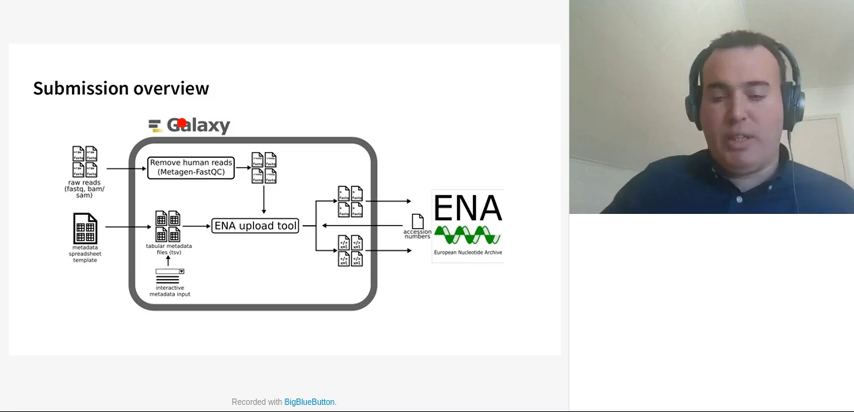 Submission overview
Galaxy
Remove human reads
(Metagen-FastQC)
raw reads
(fastq, bam/
sam)
ENA upload tool
metadata
spreadsheet
template
tabular metadata
files (tsv)
interactive
metadata input
accession
numbers
ENA
European Nucleotide Archive
Recorded with BigBlueButton.